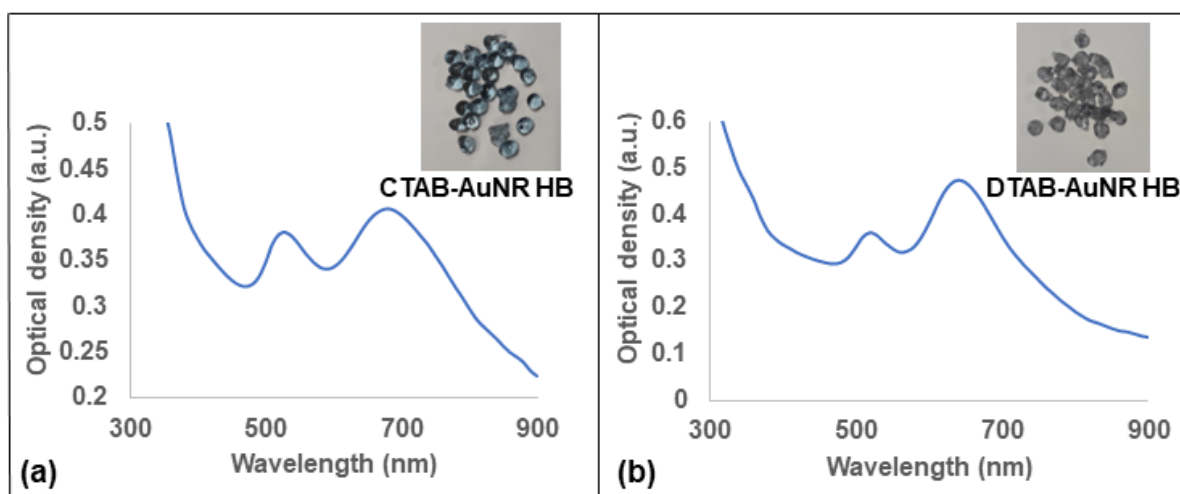 CTAB-AuNR HB
0.5
0.45
0.4
0.35
0.3
0.25
0.2
Optical density (a.u.)
300
500
700
900
Wavelength (nm)
(a)
DTAB-AuNR HB
0.6
0.5
0.4
0.3
0.2
0.1
0
Optical density (a.u.)
300
500
700
900
Wavelength (nm)
(b)